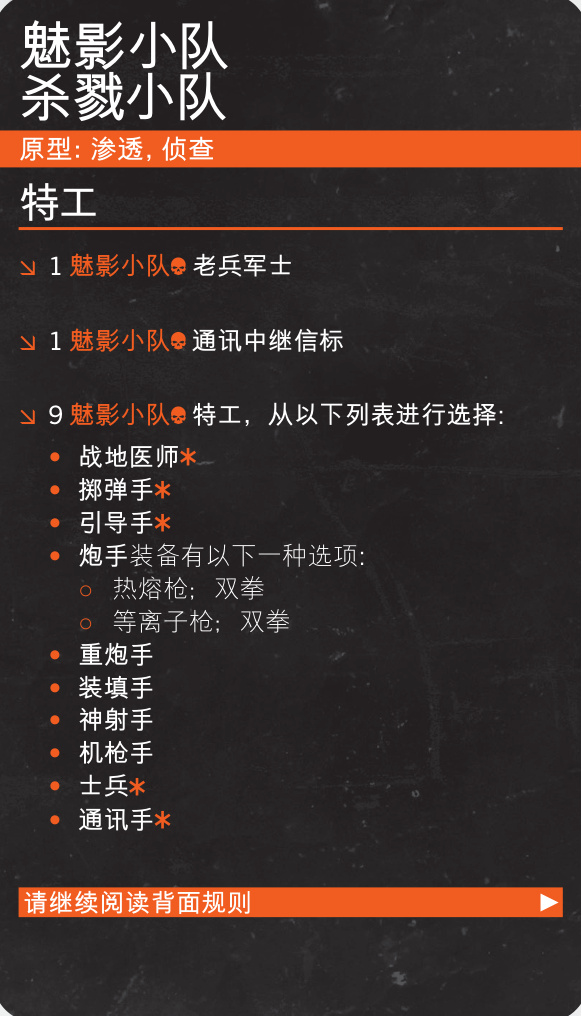 魅影小队
杀戮小队
原型: 渗透, 侦查
特工
1 魅影小队 老兵军士
1 魅影小队 通讯中继信标
9 魅影小队 特工，从以下列表进行选择:
战地医师*
掷弹手*
引导手*
炮手装备有以下一种选项:
热熔枪；双拳
等离子枪；双拳
重炮手
装填手
神射手
机枪手
士兵*
通讯手*
请继续阅读背面规则